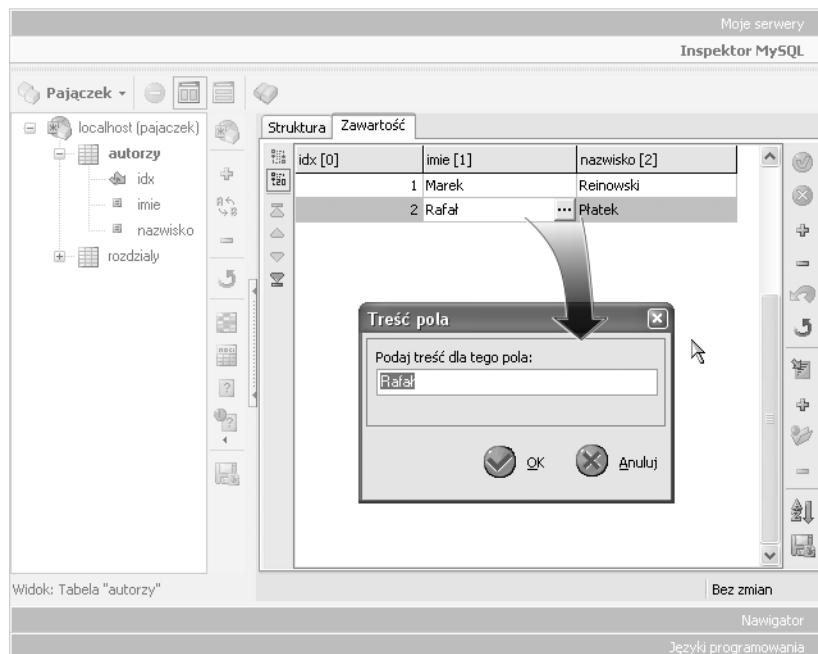 Moje serwery
Inspektor MySQL
Pajączek
localhost (pajaczek)
autorzy
idx
imie
nazwisko
rozdzialy
Struktura Zawartość
idx [0] imie [1] nazwisko [2]
1 Marek Reinowski
2 Rafał ... Płatek
Treść pola
Podaj treść dla tego pola:
Rafał
OK Anuluj
Widok: Tabela "autorzy"
Bez zmian
Nawigator
Języki programowania